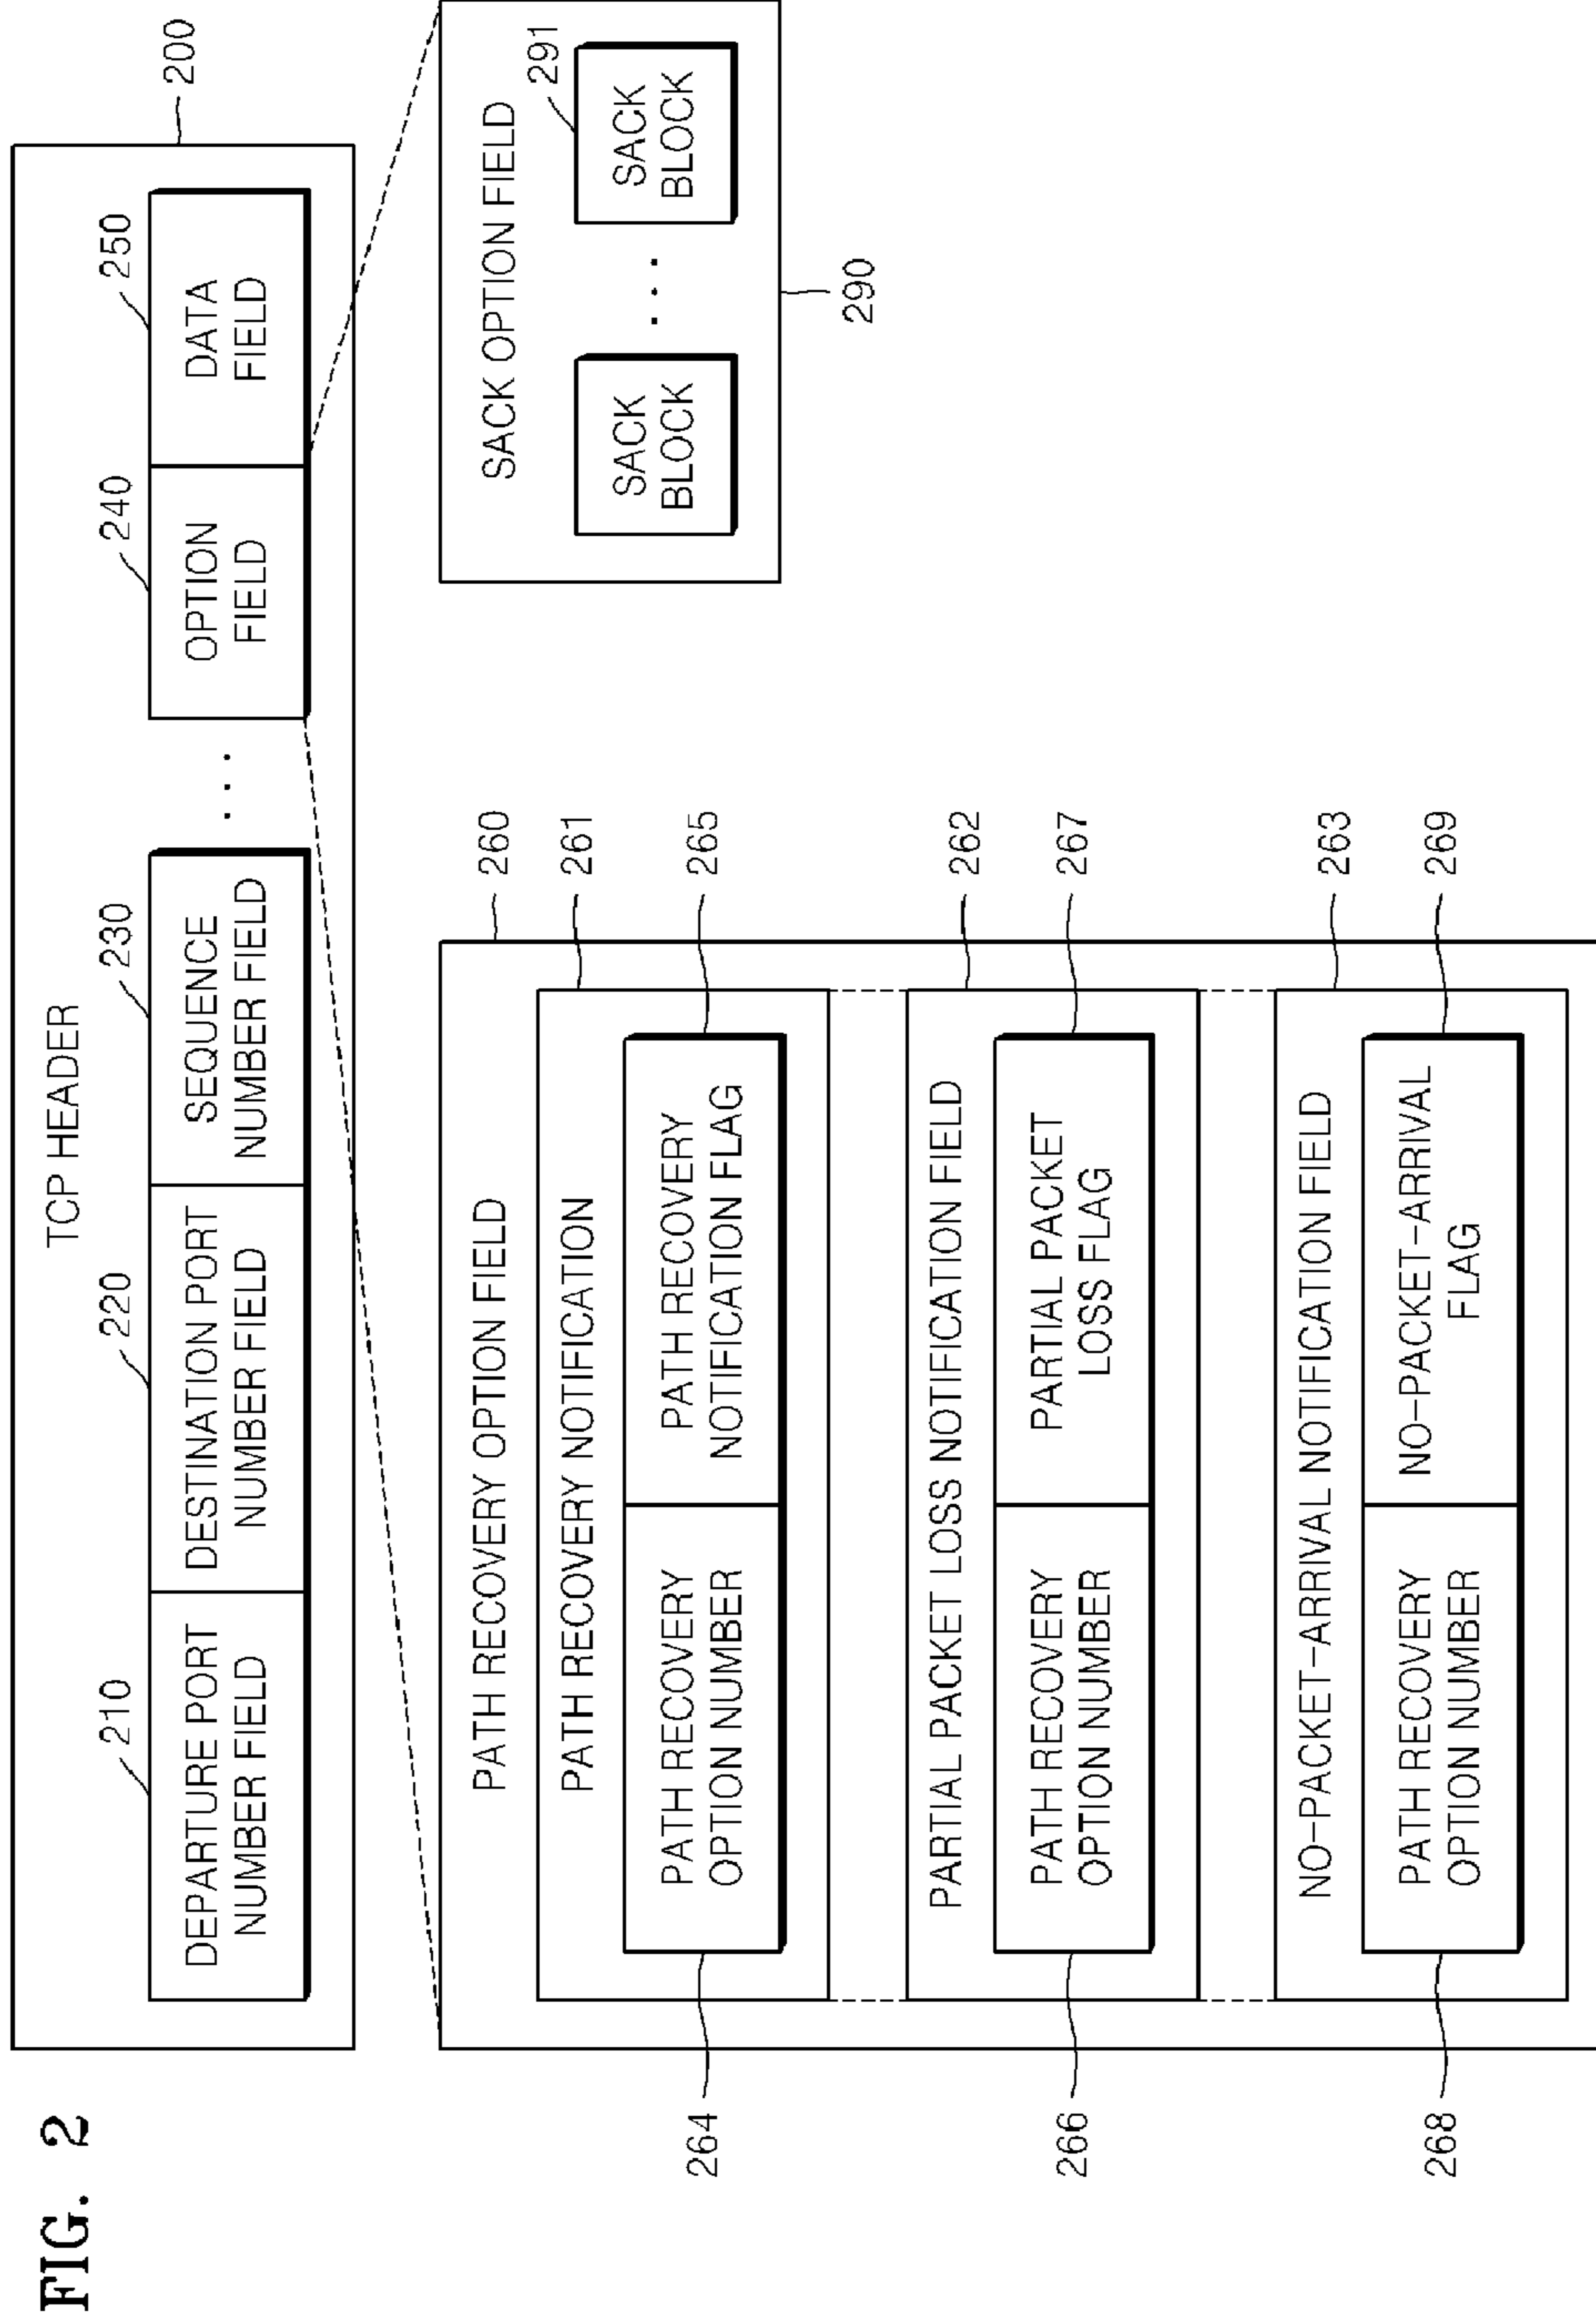 FIG. 2
TCP HEADER
200
210
220
230
240
250
DEPARTURE PORT
NUMBER FIELD
DESTINATION PORT
NUMBER FIELD
SEQUENCE
NUMBER FIELD
. . .
OPTION
FIELD
DATA
FIELD
PATH RECOVERY OPTION FIELD
260
PATH RECOVERY NOTIFICATION
261
264
PATH RECOVERY
OPTION NUMBER
PATH RECOVERY
NOTIFICATION FLAG
265
PARTIAL PACKET LOSS NOTIFICATION FIELD
262
266
PATH RECOVERY
OPTION NUMBER
PARTIAL PACKET
LOSS FLAG
267
NO-PACKET-ARRIVAL NOTIFICATION FIELD
263
268
PATH RECOVERY
OPTION NUMBER
NO-PACKET-ARRIVAL
FLAG
269
SACK OPTION FIELD
291
SACK
BLOCK
. . .
SACK
BLOCK
290